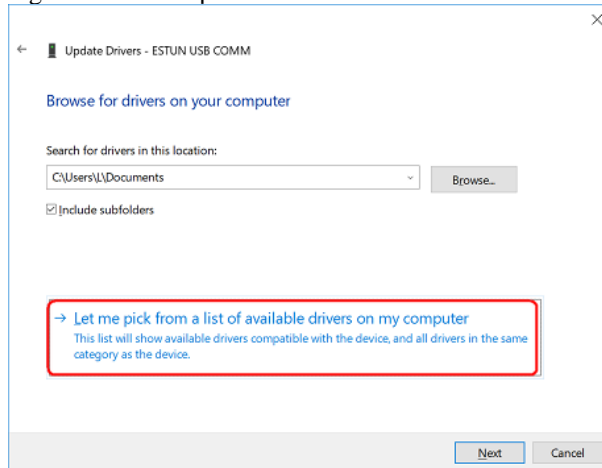 Update Drivers - ESTUN USB COMM
Browse for drivers on your computer
Search for drivers in this location:
C:\Users\L\Documents
Browse...
Include subfolders
→ Let me pick from a list of available drivers on my computer
This list will show available drivers compatible with the device, and all drivers in the same
category as the device.
Next
Cancel